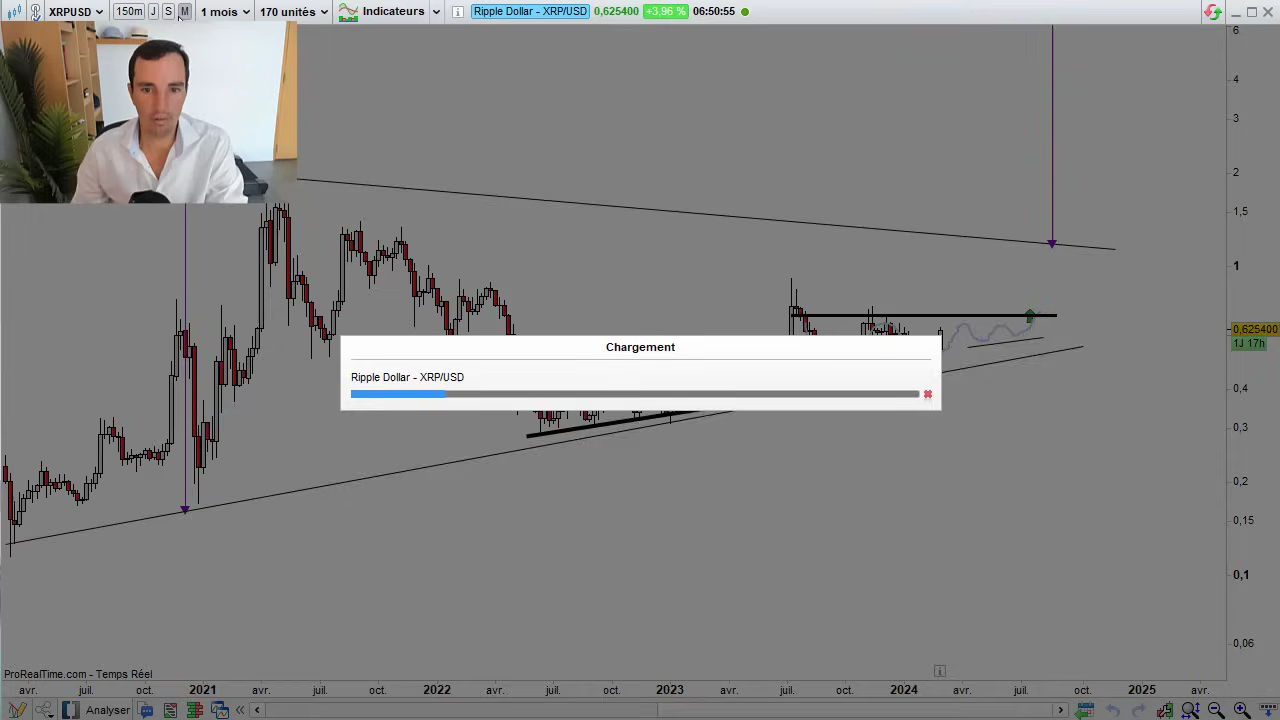 XRPUSD 150m J S M 1 mois 170 unités Indicateurs Ripple Dollar - XRP/USD 0,625400 +3,96 % 06:50:55
6
4
3
2
1,5
1
0,625400
1J 17h
Chargement
Ripple Dollar - XRP/USD
0,4
0,3
0,2
0,15
0,1
0,06
ProRealTime.com - Temps Réel
avr. juil. oct. 2021 avr. juil. oct. 2022 avr. juil. oct. 2023 avr. juil. oct. 2024 avr. juil. oct. 2025 avr.
Analyser